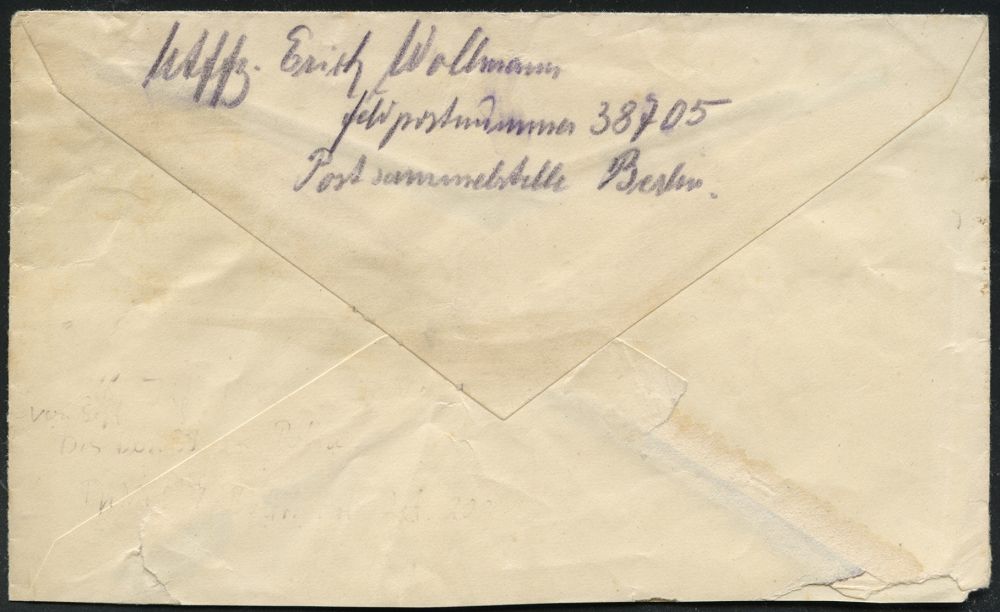 Uffz. Erich Wollmann
Feldpostnummer 38705
Postsammelstelle Berlin.